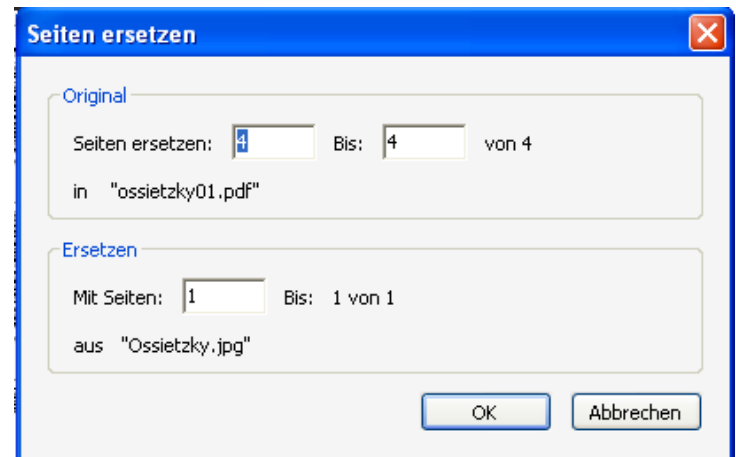 Seiten ersetzen
Original
Seiten ersetzen: 4 Bis: 4 von 4
in "ossietzky01.pdf"
Ersetzen
Mit Seiten: 1 Bis: 1 von 1
aus "Ossietzky.jpg"
OK Abbrechen